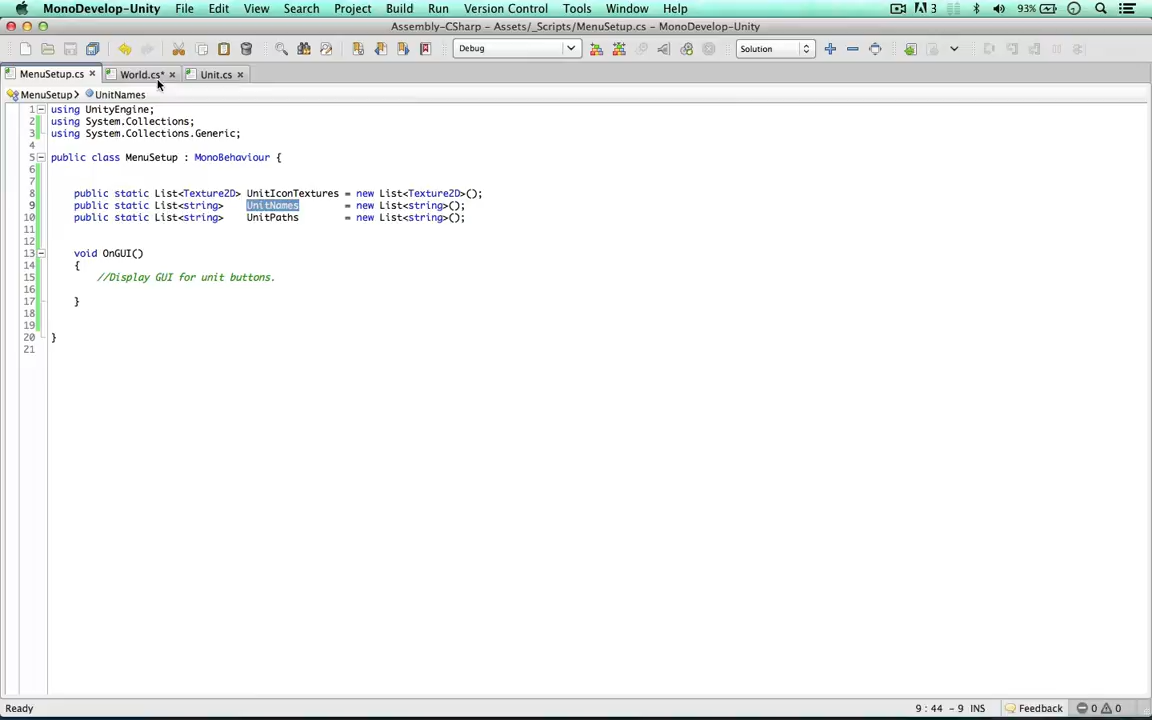 MonoDevelop-Unity File Edit View Search Project Build Run Version Control Tools Window Help 3 93%
Assembly-CSharp - Assets/_Scripts/MenuSetup.cs - MonoDevelop-Unity
Debug Solution
MenuSetup.cs World.cs* Unit.cs
MenuSetup UnitNames
1 using UnityEngine;
2 using System.Collections;
3 using System.Collections.Generic;
4
5 public class MenuSetup : MonoBehaviour {
6
7
8 public static List<Texture2D> UnitIconTextures = new List<Texture2D>();
9 public static List<string> UnitNames = new List<string>();
10 public static List<string> UnitPaths = new List<string>();
11
12
13 void OnGUI()
14 {
15 //Display GUI for unit buttons.
16
17 }
18
19
20 }
21
Ready 9 : 44 - 9 INS Feedback 0 0